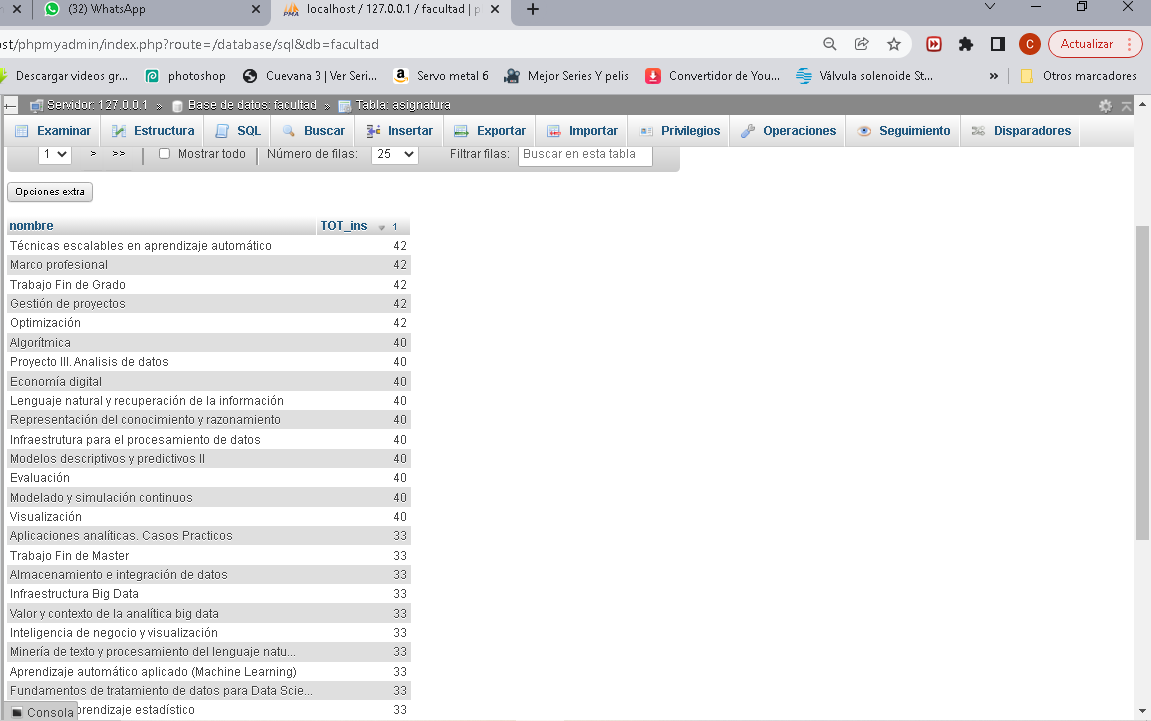 (32) WhatsApp
localhost / 127.0.0.1 / facultad | p
st/phpmyadmin/index.php?route=/database/sql&db=facultad
C Actualizar
Descargar videos gr... photoshop Cuevana 3 | Ver Seri... Servo metal 6 Mejor Series Y pelis Convertidor de You... Válvula solenoide St... » Otros marcadores
Servidor: 127.0.0.1 » Base de datos: facultad » Tabla: asignatura
Examinar Estructura SQL Buscar Insertar Exportar Importar Privilegios Operaciones Seguimiento Disparadores
1 > >> Mostrar todo Número de filas: 25 Filtrar filas: Buscar en esta tabla
Opciones extra
nombre TOT_ins 1
Técnicas escalables en aprendizaje automático 42
Marco profesional 42
Trabajo Fin de Grado 42
Gestión de proyectos 42
Optimización 42
Algorítmica 40
Proyecto III. Analisis de datos 40
Economía digital 40
Lenguaje natural y recuperación de la información 40
Representación del conocimiento y razonamiento 40
Infraestrutura para el procesamiento de datos 40
Modelos descriptivos y predictivos II 40
Evaluación 40
Modelado y simulación continuos 40
Visualización 40
Aplicaciones analíticas. Casos Practicos 33
Trabajo Fin de Master 33
Almacenamiento e integración de datos 33
Infraestructura Big Data 33
Valor y contexto de la analítica big data 33
Inteligencia de negocio y visualización 33
Minería de texto y procesamiento del lenguaje natu... 33
Aprendizaje automático aplicado (Machine Learning) 33
Fundamentos de tratamiento de datos para Data Scie... 33
prendizaje estadístico 33
Consola